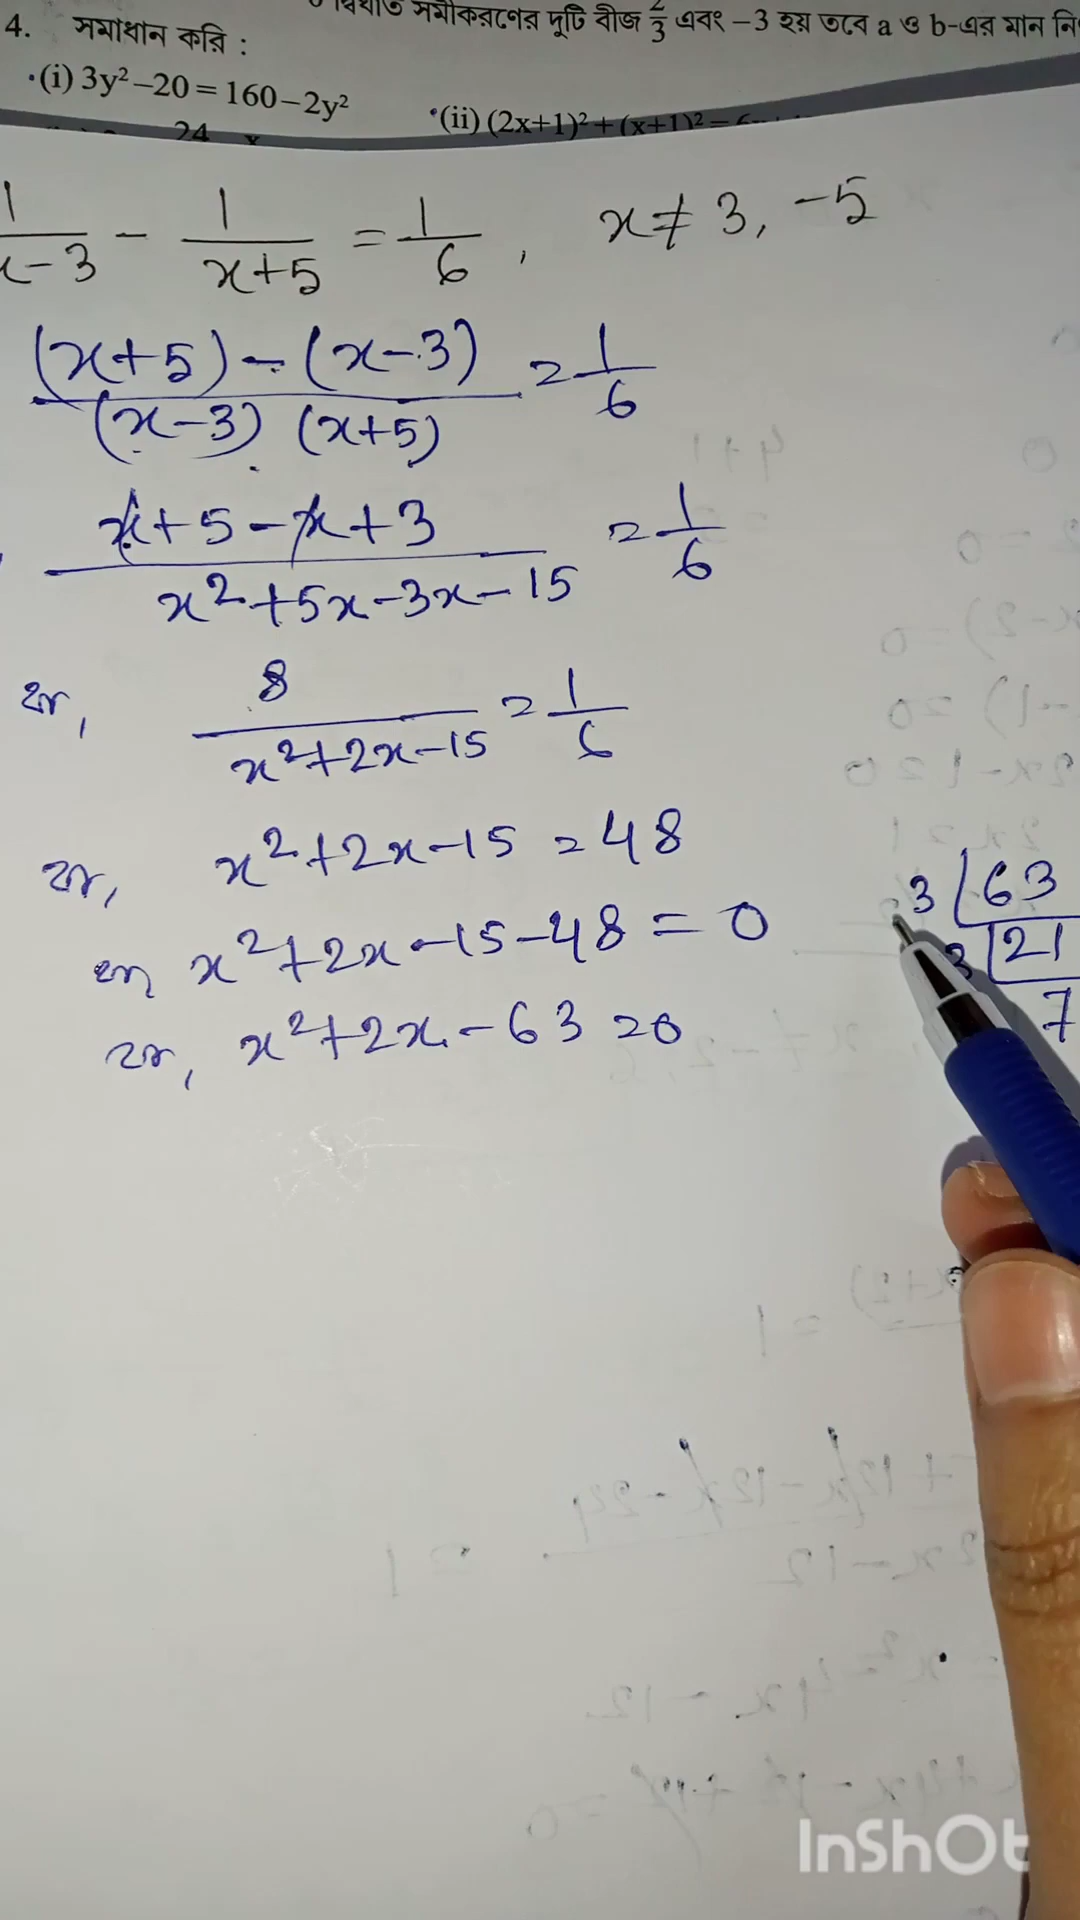 দ্বিঘাত সমীকরণের দুটি বীজ 2/3 এবং –3 হয় তবে a ও b-এর মান নি
4. সমাধান করি :
(i) 3y²–20 = 160–2y²
(ii) (2x+1)²+(x+1)² = 6x+
24 x
1/x-3 - 1/x+5 = 1/6, x≠3, -5
(x+5)-(x-3)/(x-3)(x+5) = 1/6
x+5-x+3/x²+5x-3x-15 = 1/6
বা, 8/x²+2x-15 = 1/6
বা, x²+2x-15 = 48
বা x²+2x-15-48 = 0
বা, x²+2x-63 = 0
3 63
3 21
7
InShOt